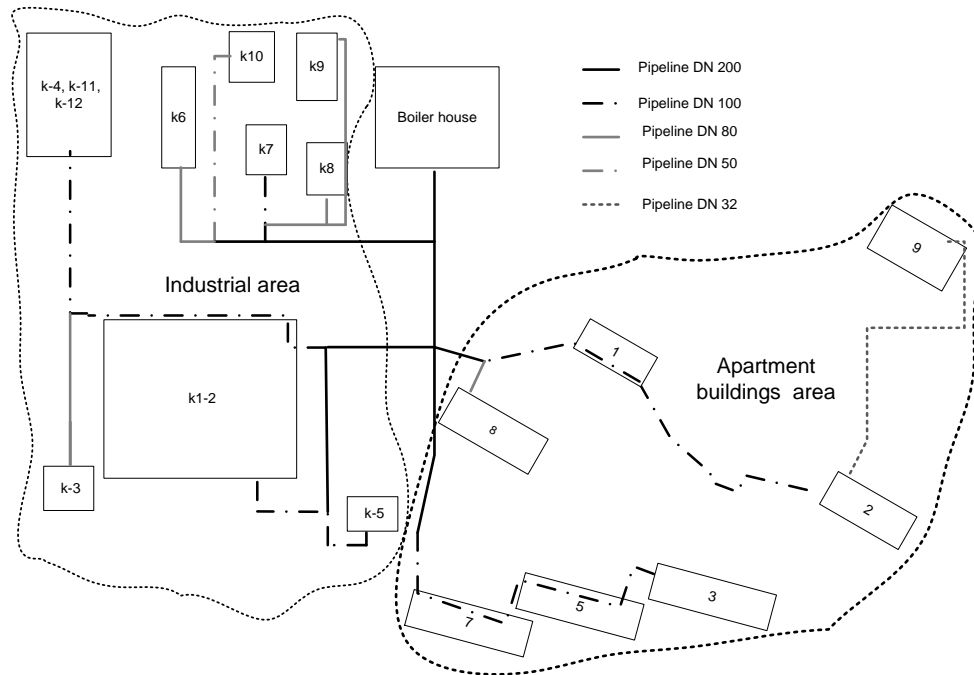 k10
k9
k-4, k-11,
k-12
k6
Boiler house
k7
k8
Pipeline DN 200
Pipeline DN 100
Pipeline DN 80
Pipeline DN 50
Pipeline DN 32
9
Industrial area
1
Apartment
buildings area
k1-2
8
k-3
k-5
2
3
5
7